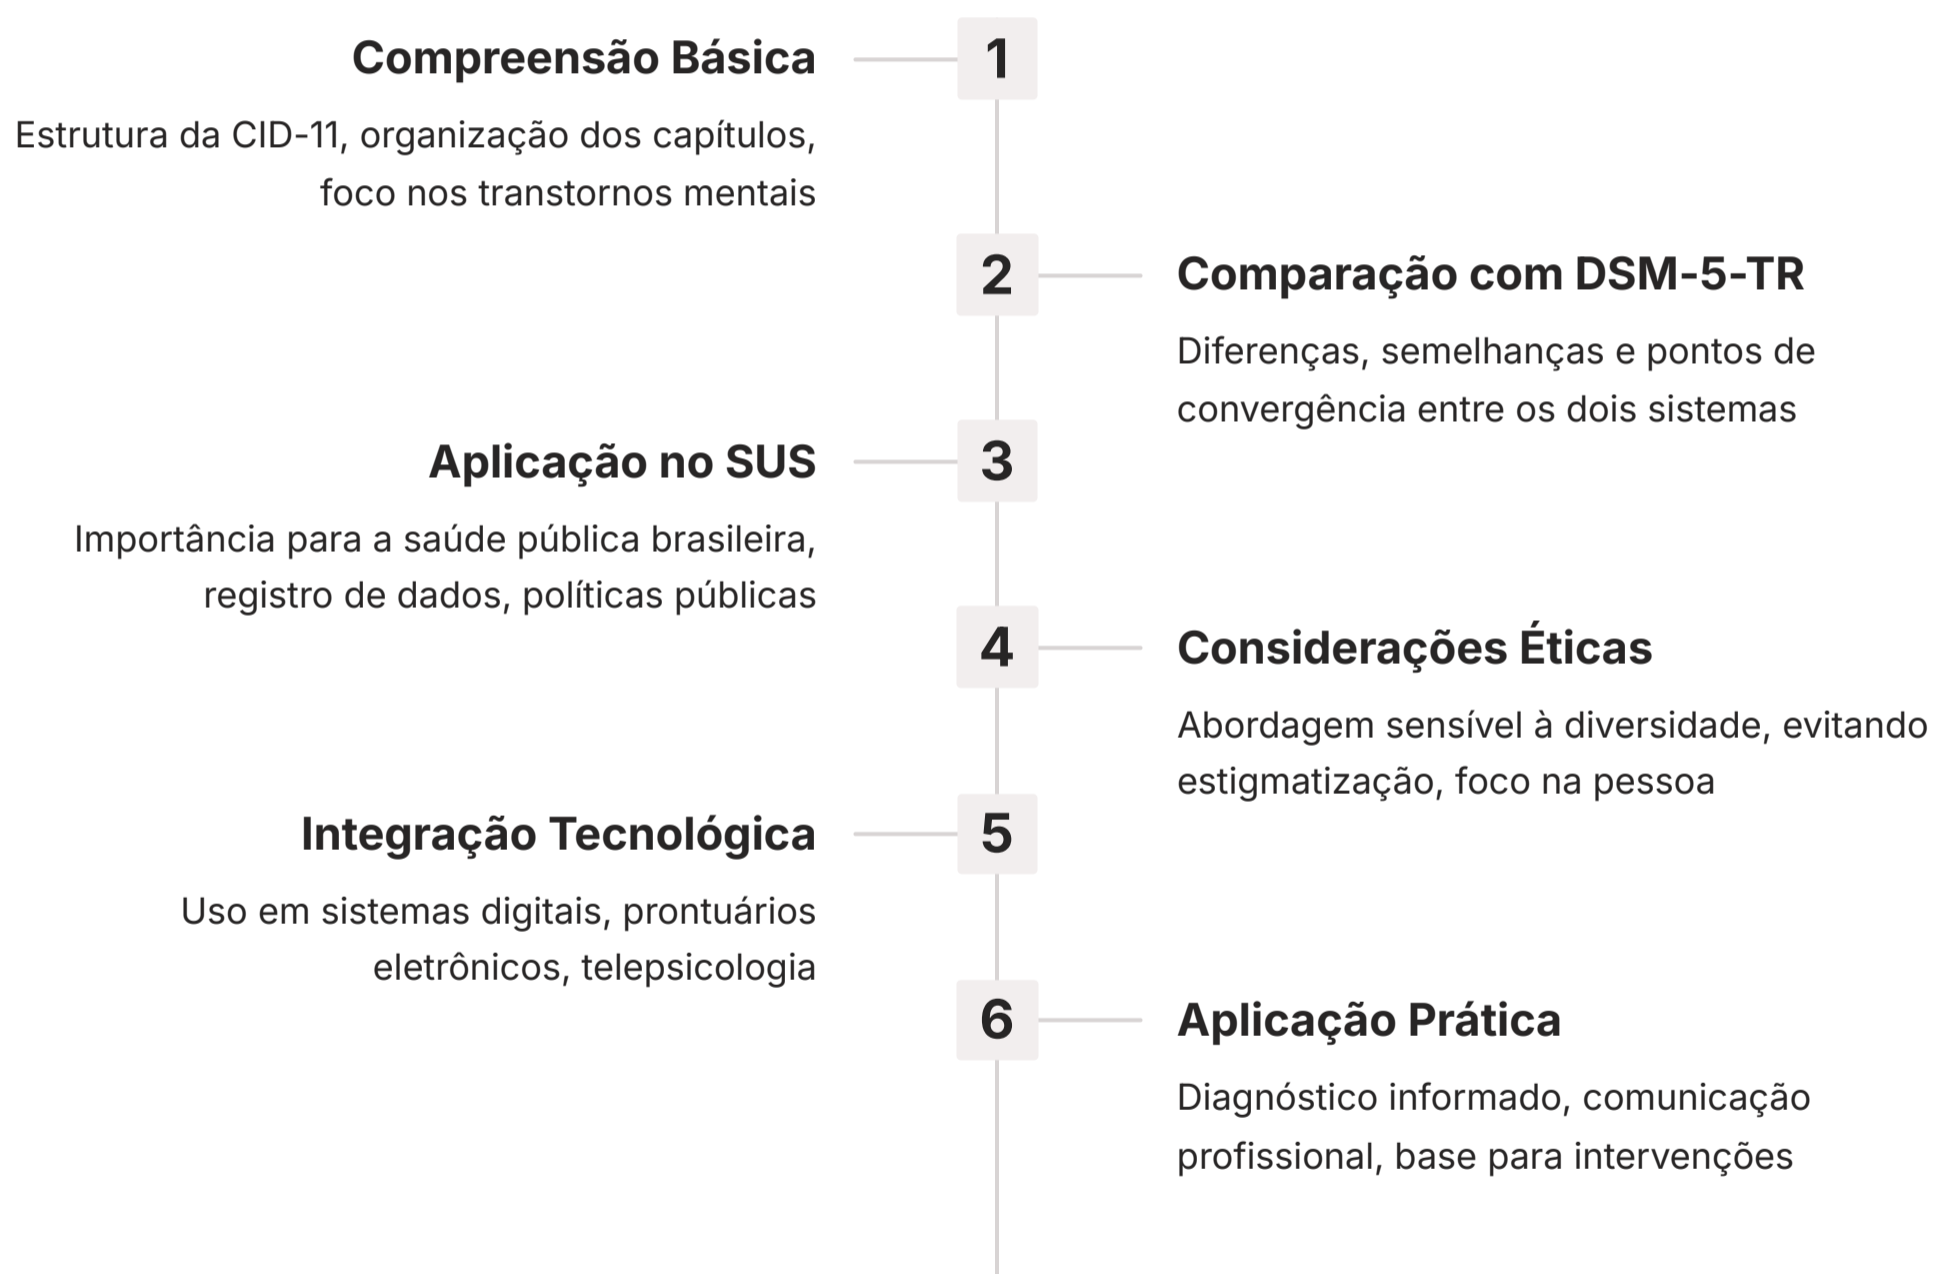 1
Compreensão Básica
Estrutura da CID-11, organização dos capítulos,
foco nos transtornos mentais
2
Comparação com DSM-5-TR
Diferenças, semelhanças e pontos de
convergência entre os dois sistemas
3
Aplicação no SUS
Importância para a saúde pública brasileira,
registro de dados, políticas públicas
4
Considerações Éticas
Abordagem sensível à diversidade, evitando
estigmatização, foco na pessoa
5
Integração Tecnológica
Uso em sistemas digitais, prontuários
eletrônicos, telepsicologia
6
Aplicação Prática
Diagnóstico informado, comunicação
profissional, base para intervenções